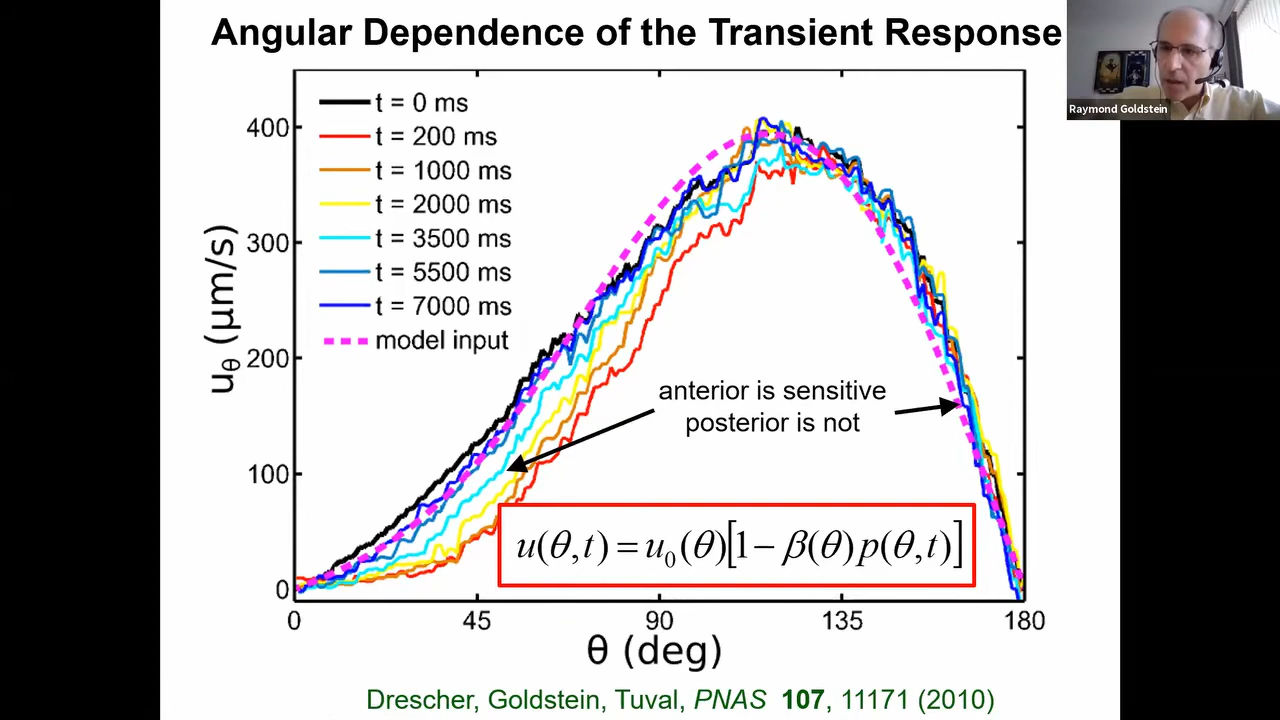 Angular Dependence of the Transient Response
Raymond Goldstein
t = 0 ms
t = 200 ms
t = 1000 ms
t = 2000 ms
t = 3500 ms
t = 5500 ms
t = 7000 ms
model input
400
300
200
100
0
uθ (μm/s)
anterior is sensitive
posterior is not
u(θ,t) = u₀(θ)[1 − β(θ)p(θ,t)]
0 45 90 135 180
θ (deg)
Drescher, Goldstein, Tuval, PNAS 107, 11171 (2010)